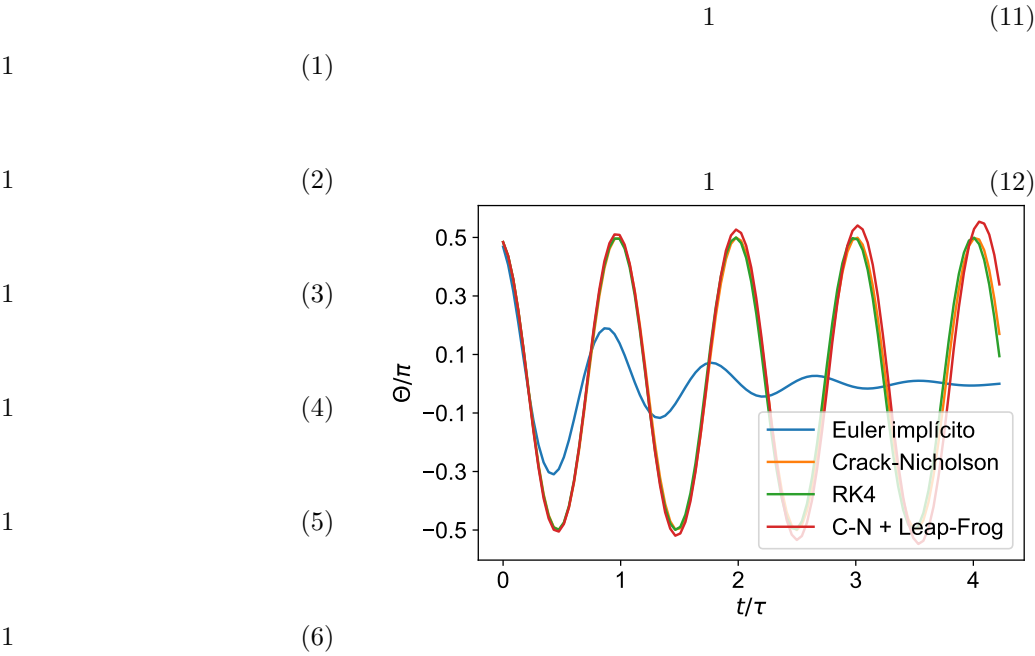 1 (1)
1 (2)
1 (3)
1 (4)
1 (5)
1 (6)
1 (11)
1 (12)
0.5
0.3
0.1
−0.1
−0.3
−0.5
Θ/π
0 1 2 3 4
t/τ
Euler implícito
Crack-Nicholson
RK4
C-N + Leap-Frog